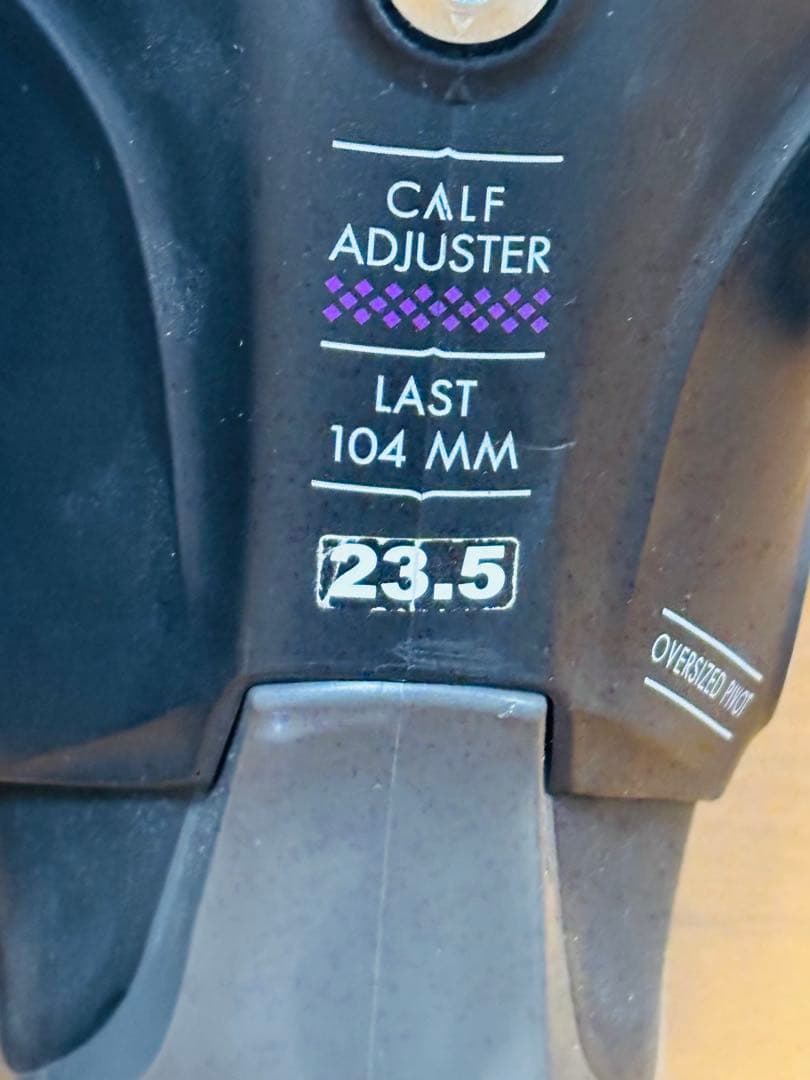 CALF
ADJUSTER
LAST
104 MM
23.5
OVERSIZED PIVOT